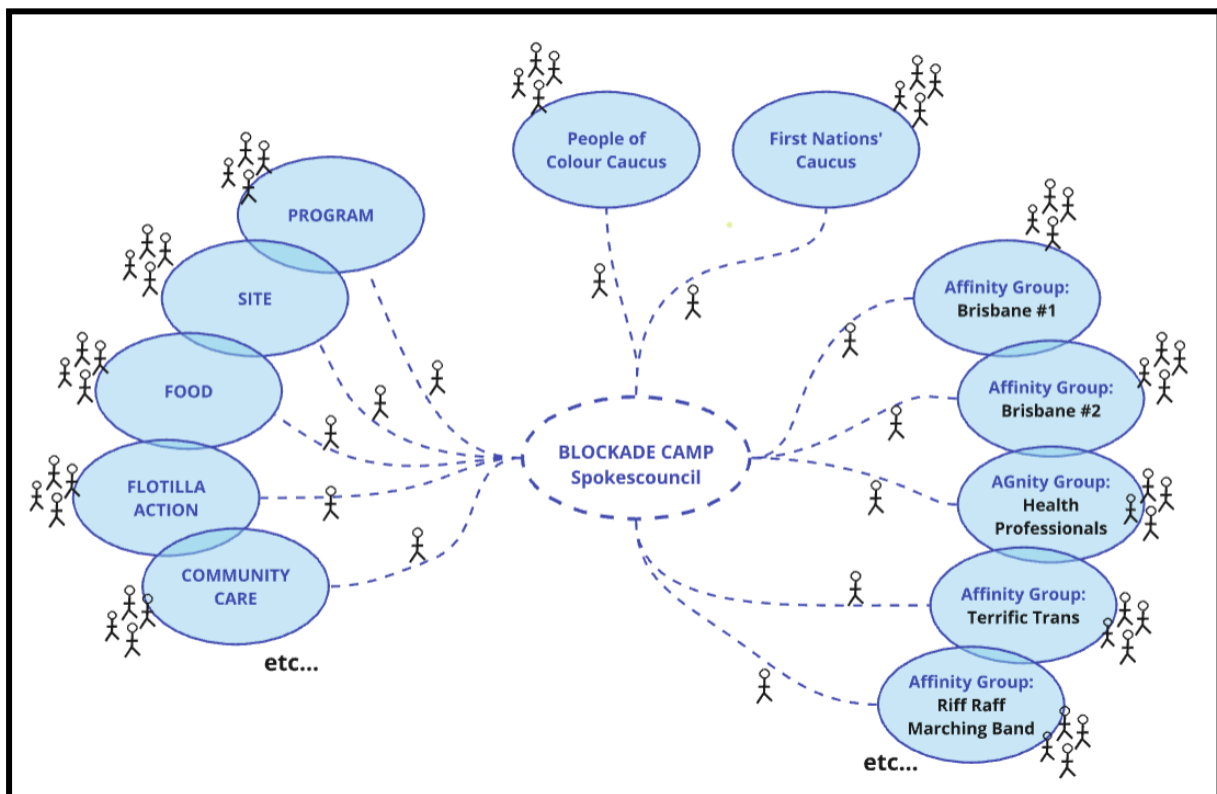 People of
Colour Caucus
First Nations'
Caucus
PROGRAM
SITE
FOOD
FLOTILLA
ACTION
COMMUNITY
CARE
etc...
BLOCKADE CAMP
Spokescouncil
Affinity Group:
Brisbane #1
Affinity Group:
Brisbane #2
AGnity Group:
Health
Professionals
Affinity Group:
Terrific Trans
Affinity Group:
Riff Raff
Marching Band
etc...